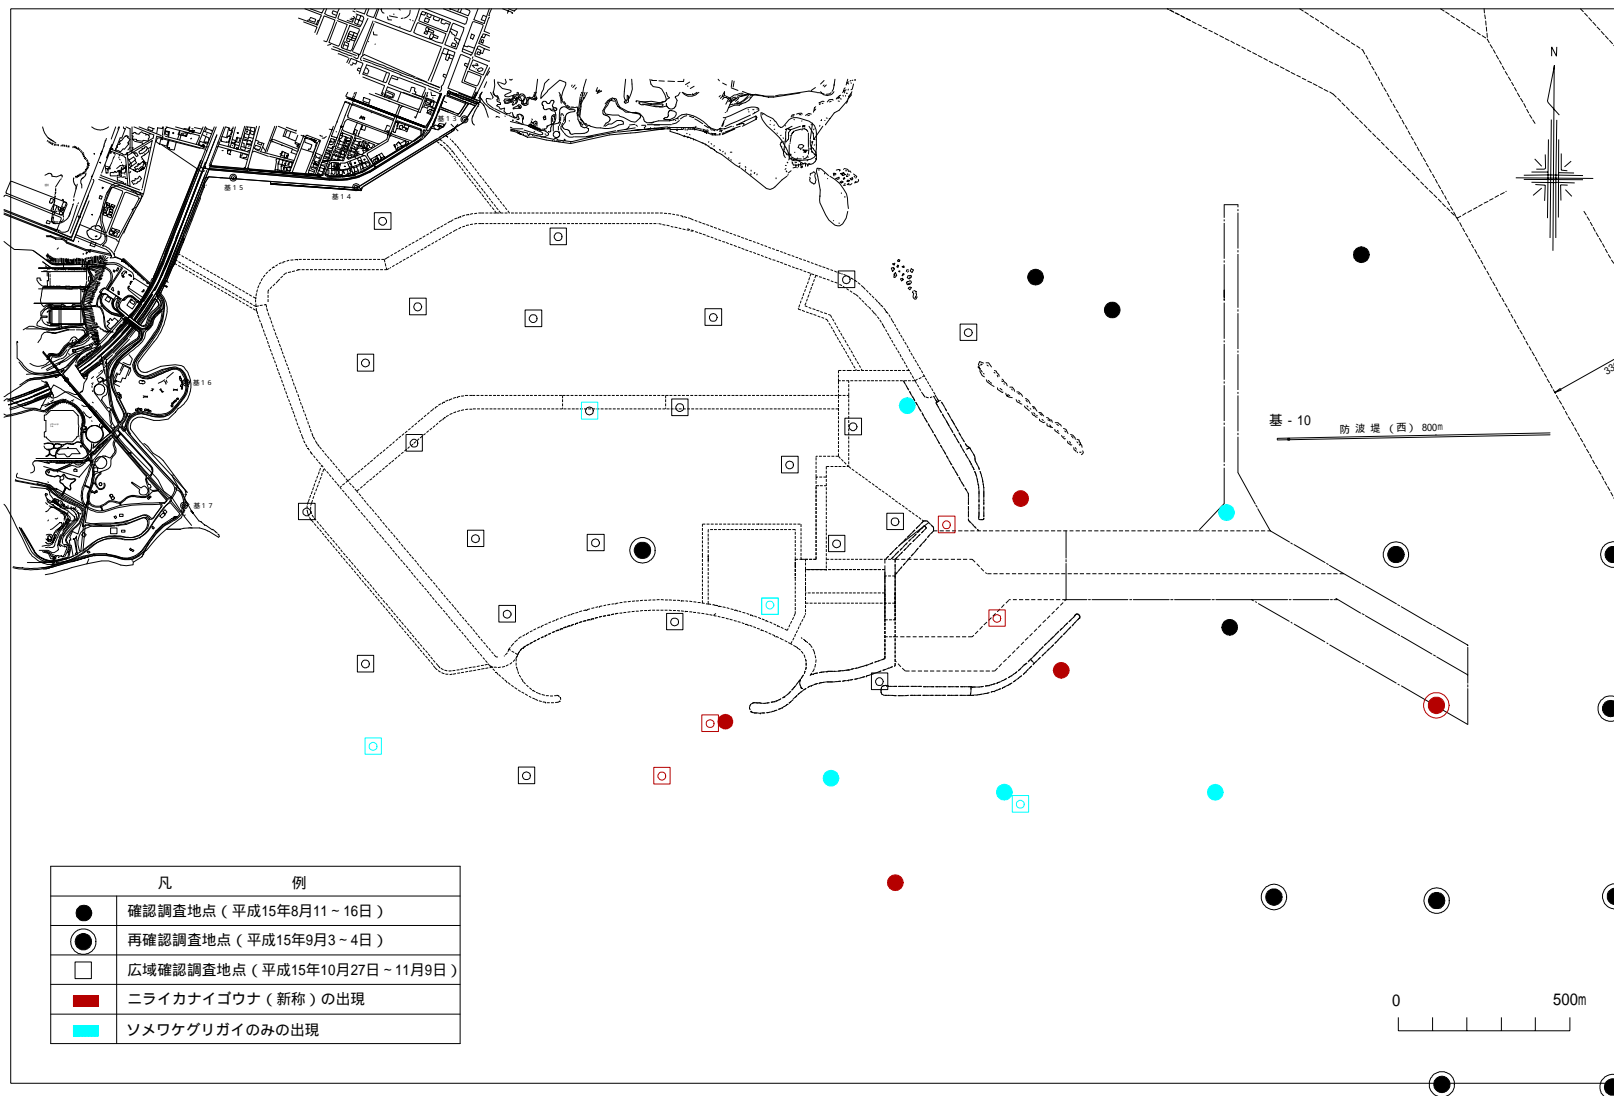 N
基13
基15
基14
基16
基-10
防波堤（西）800m
33
基17
凡 例
確認調査地点（平成15年8月11～16日）
再確認調査地点（平成15年9月3～4日）
広域確認調査地点（平成15年10月27日～11月9日）
ニライカナイゴウナ（新称）の出現
ソメワケグリガイのみの出現
0 500m